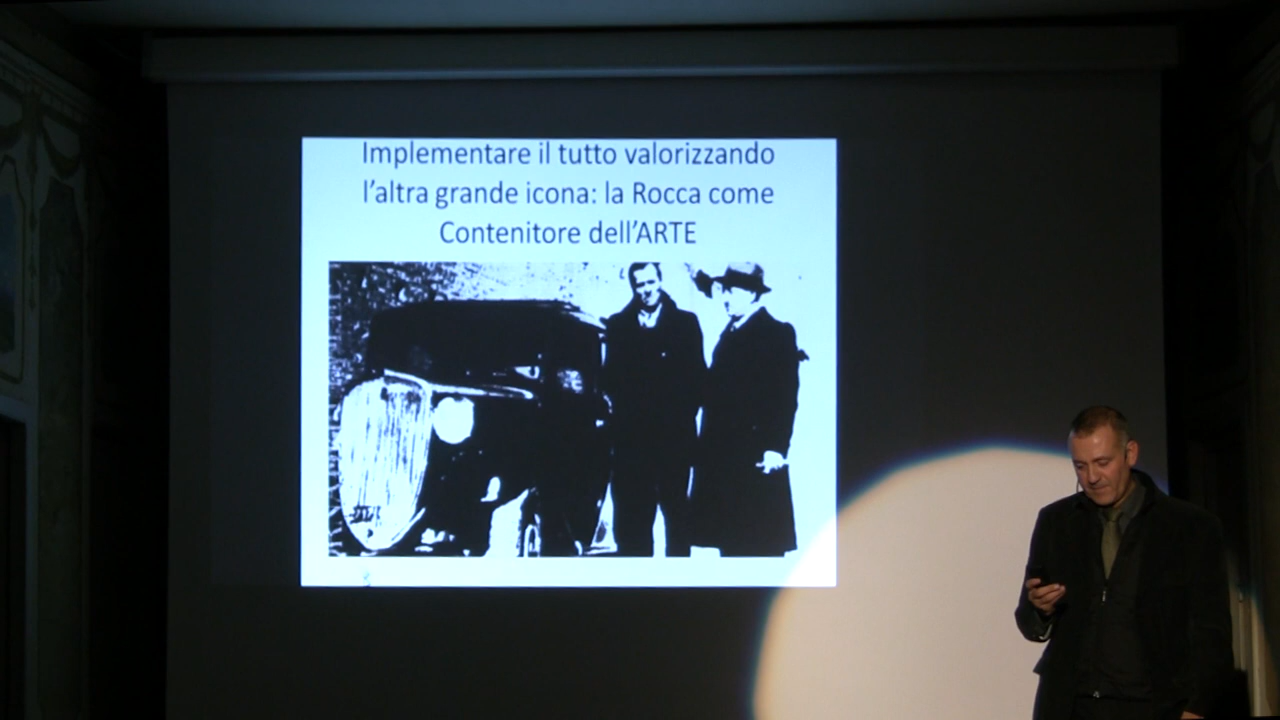 Implementare il tutto valorizzando
l'altra grande icona: la Rocca come
Contenitore dell'ARTE